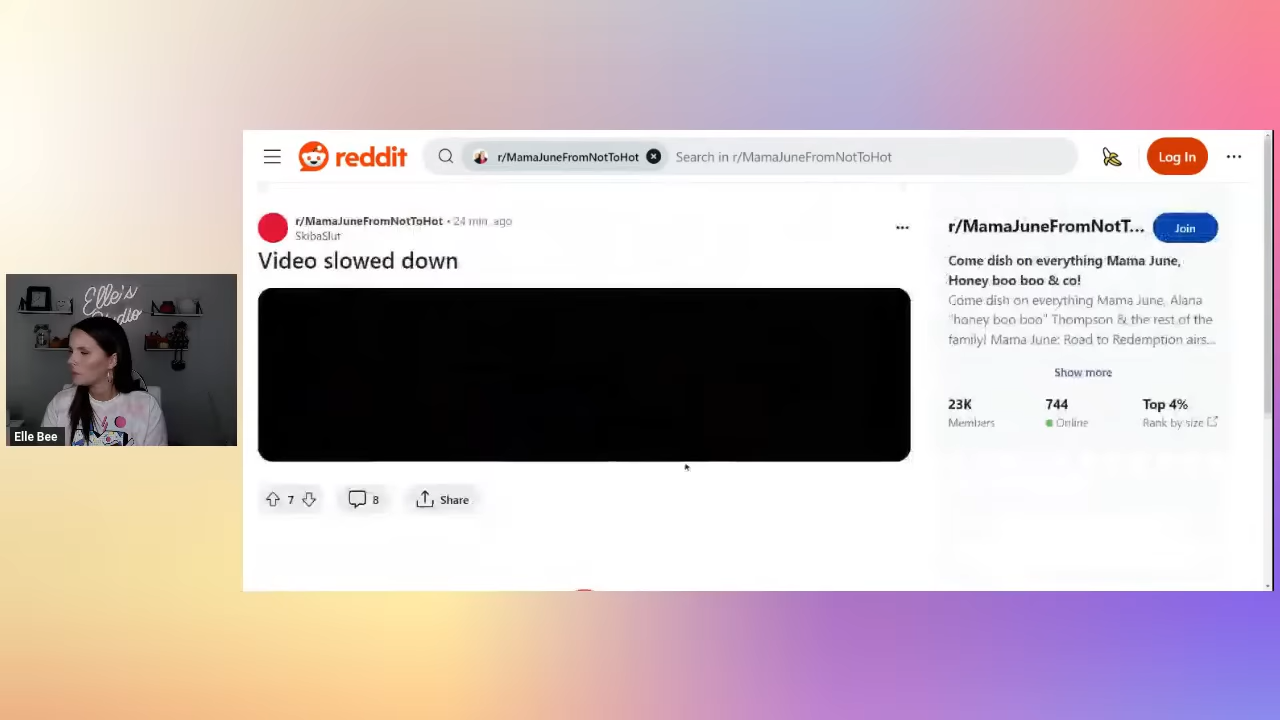 reddit
r/MamaJuneFromNotToHot
Search in r/MamaJuneFromNotToHot
Log In
r/MamaJuneFromNotToHot • 24 min. ago
SkibaSlut
Video slowed down
7
8
Share
r/MamaJuneFromNotT...
Join
Come dish on everything Mama June,
Honey boo boo & co!
Come dish on everything Mama June, Alana
"honey boo boo" Thompson & the rest of the
family! Mama June: Road to Redemption airs...
Show more
23K
Members
744
Online
Top 4%
Rank by size
Elle's
Studio
Elle Bee